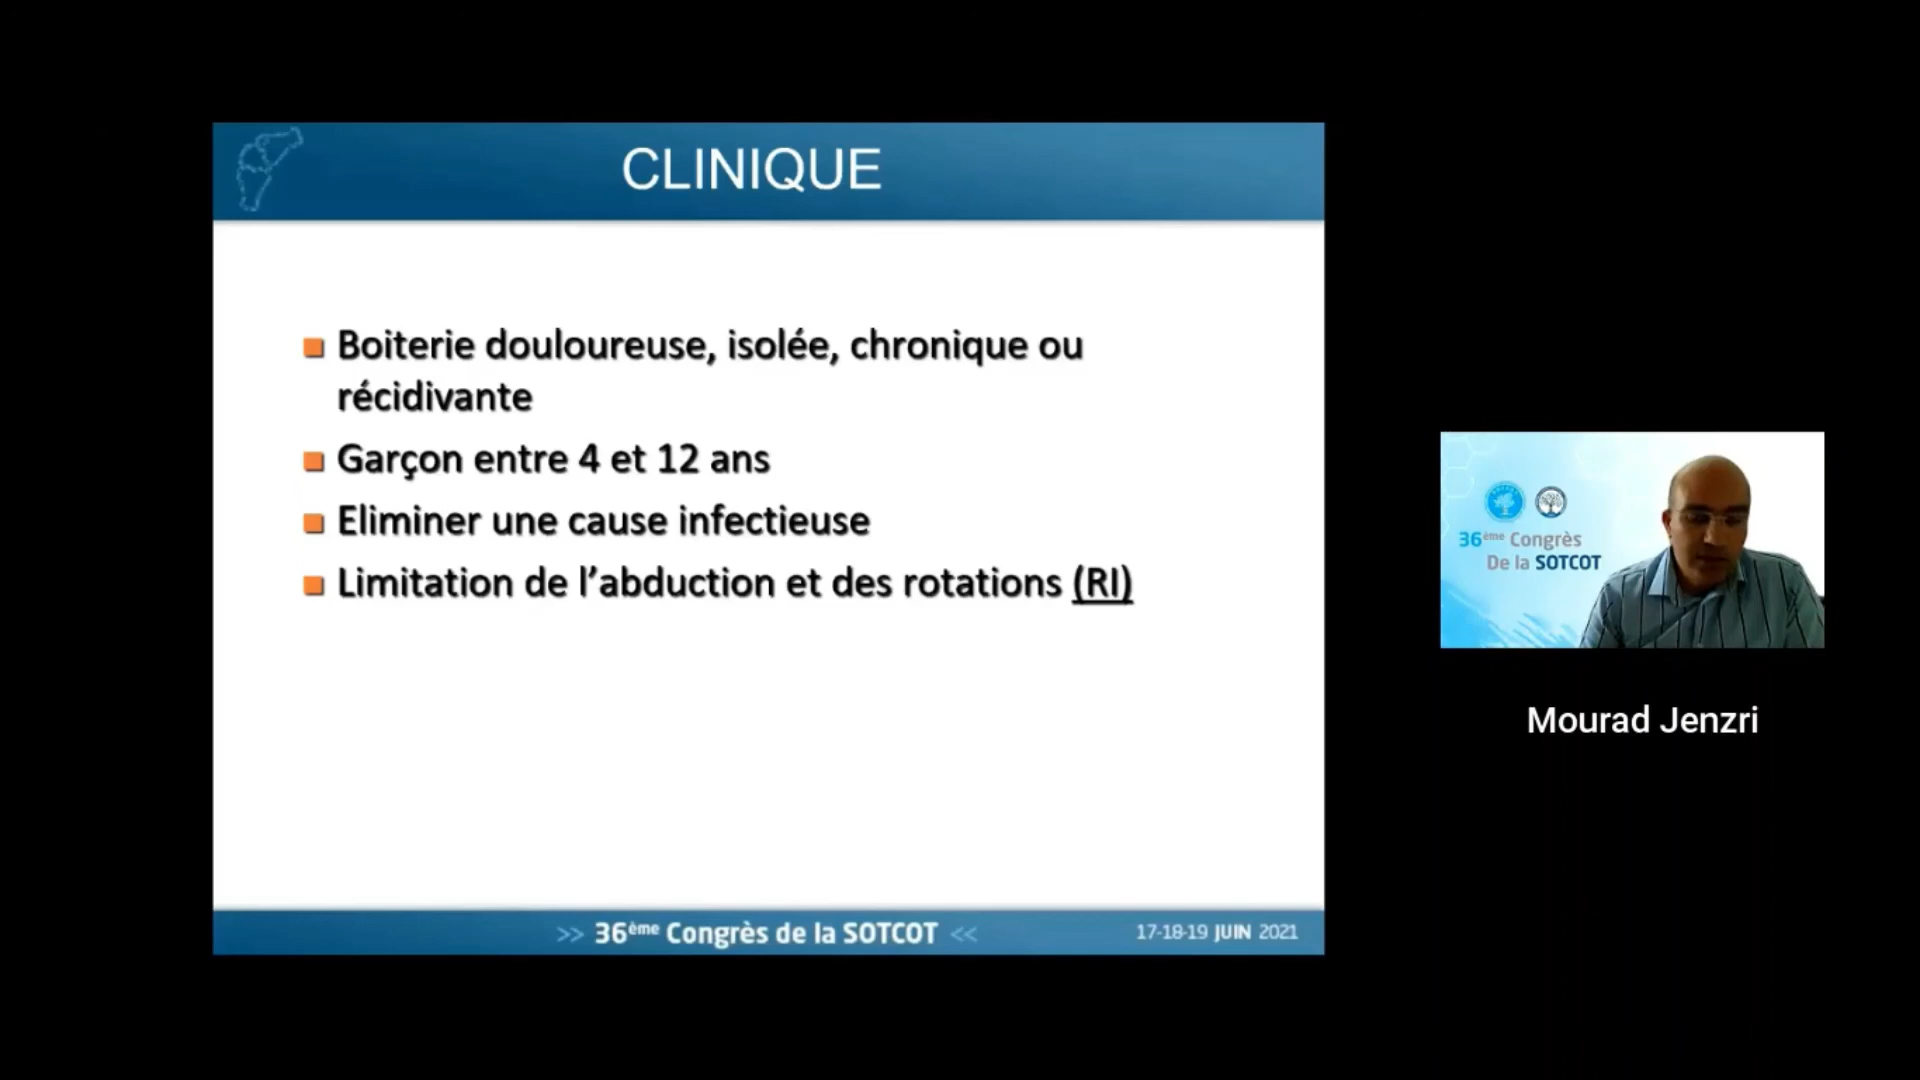 CLINIQUE
Boiterie douloureuse, isolée, chronique ou
récidivante
Garçon entre 4 et 12 ans
Eliminer une cause infectieuse
Limitation de l’abduction et des rotations (RI)
>> 36ème Congrès de la SOTCOT <<
17-18-19 JUIN 2021
36ème Congrès
De la SOTCOT
Mourad Jenzri